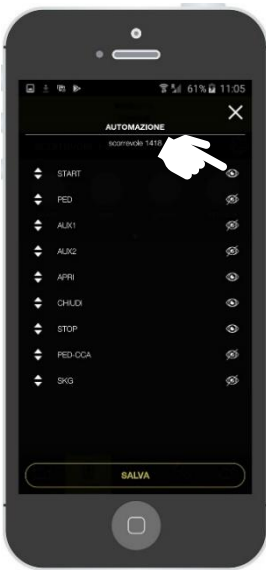 61% 11:05
AUTOMAZIONE
scorrevole 1418
START
PED
AUX1
AUX2
APRI
CHIUDI
STOP
PED-CCA
SKG
SALVA